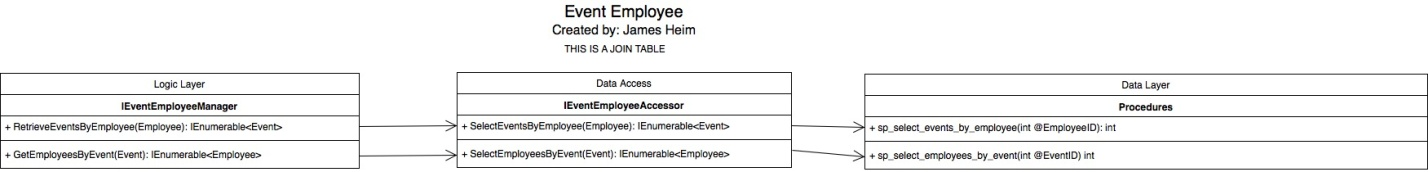 Event Employee
Created by: James Heim
THIS IS A JOIN TABLE
Logic Layer
IEventEmployeeManager
+ RetrieveEventsByEmployee(Employee): IEnumerable<Event>
+ GetEmployeesByEvent(Event): IEnumerable<Employee>
Data Access
IEventEmployeeAccessor
+ SelectEventsByEmployee(Employee): IEnumerable<Event>
+ SelectEmployeesByEvent(Event): IEnumerable<Employee>
Data Layer
Procedures
+ sp_select_events_by_employee(int @EmployeeID): int
+ sp_select_employees_by_event(int @EventID) int